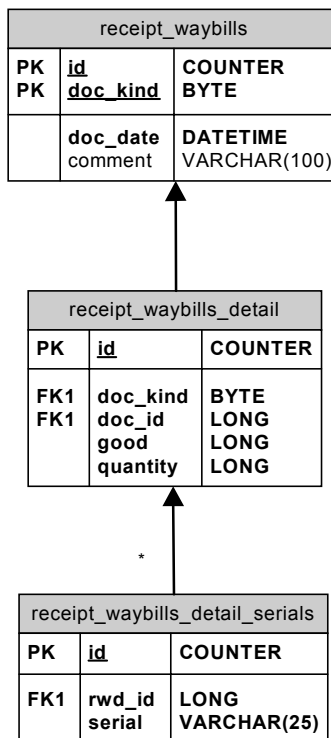 receipt_waybills
PK id COUNTER
PK doc_kind BYTE
doc_date DATETIME
comment VARCHAR(100)
receipt_waybills_detail
PK id COUNTER
FK1 doc_kind BYTE
FK1 doc_id LONG
good LONG
quantity LONG
*
receipt_waybills_detail_serials
PK id COUNTER
FK1 rwd_id LONG
serial VARCHAR(25)